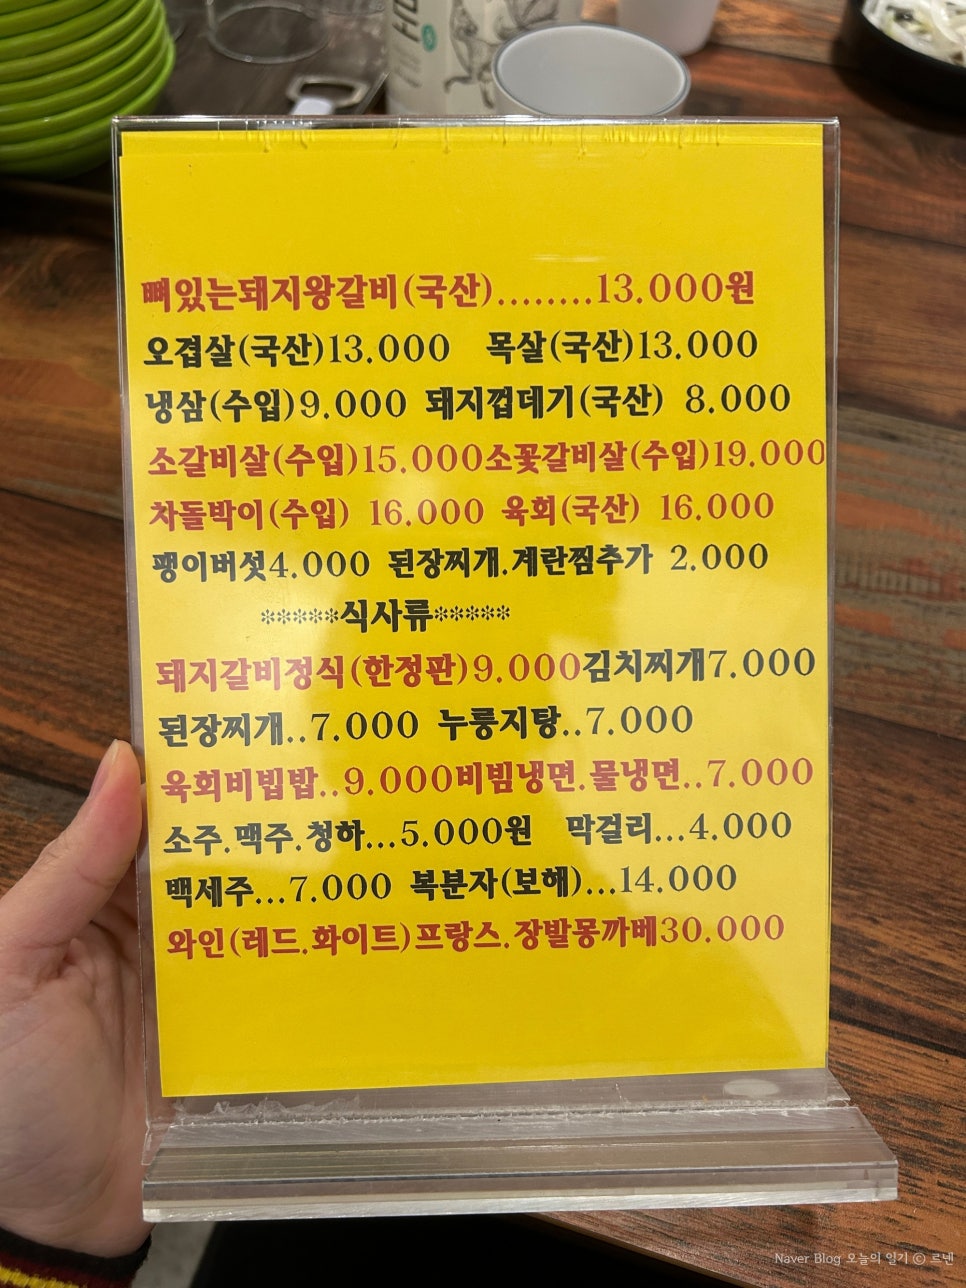 뼈있는돼지왕갈비(국산)........13.000원
오겹살(국산)13.000 목살(국산)13.000
냉삼(수입)9.000 돼지껍데기(국산) 8.000
소갈비살(수입)15.000소꽃갈비살(수입)19.000
차돌박이(수입) 16.000 육회(국산) 16.000
팽이버섯4.000 된장찌개.계란찜추가 2.000
*****식사류*****
돼지갈비정식(한정판)9.000김치찌개7.000
된장찌개..7.000 누룽지탕..7.000
육회비빕밥..9.000비빔냉면.물냉면..7.000
소주.맥주.청하...5.000원 막걸리...4.000
백세주...7.000 복분자(보해)...14.000
와인(레드.화이트)프랑스.장발몽까베30.000
Naver Blog 오늘의 일기 ⓒ 르넨